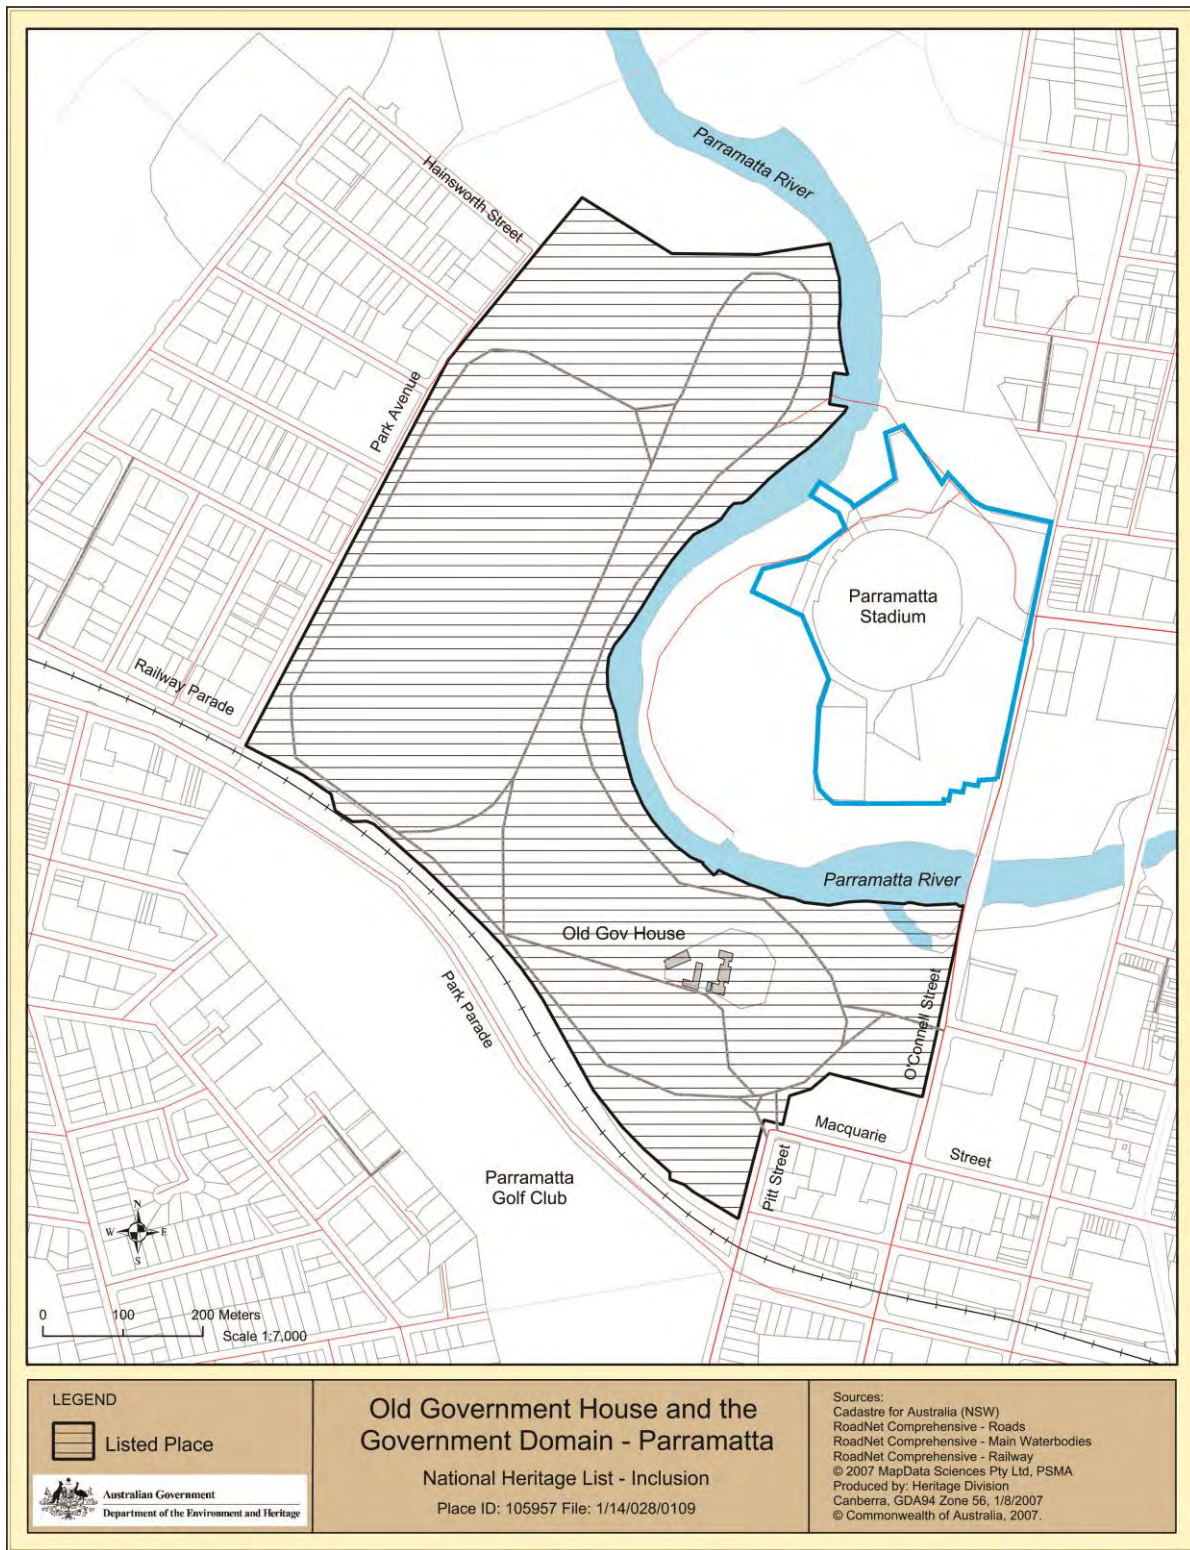 Parramatta River
Hainsworth Street
Park Avenue
Parramatta
Stadium
Railway Parade
Parramatta River
Old Gov House
Park Parade
O'Connell Street
Macquarie
Street
Pitt Street
Parramatta
Golf Club
N
W
E
S
0 100 200 Meters
Scale 1:7,000
LEGEND
Listed Place
Australian Government
Department of the Environment and Heritage
Old Government House and the
Government Domain - Parramatta
National Heritage List - Inclusion
Place ID: 105957 File: 1/14/028/0109
Sources:
Cadastre for Australia (NSW)
RoadNet Comprehensive - Roads
RoadNet Comprehensive - Main Waterbodies
RoadNet Comprehensive - Railway
© 2007 MapData Sciences Pty Ltd, PSMA
Produced by: Heritage Division
Canberra, GDA94 Zone 56, 1/8/2007
© Commonwealth of Australia, 2007.